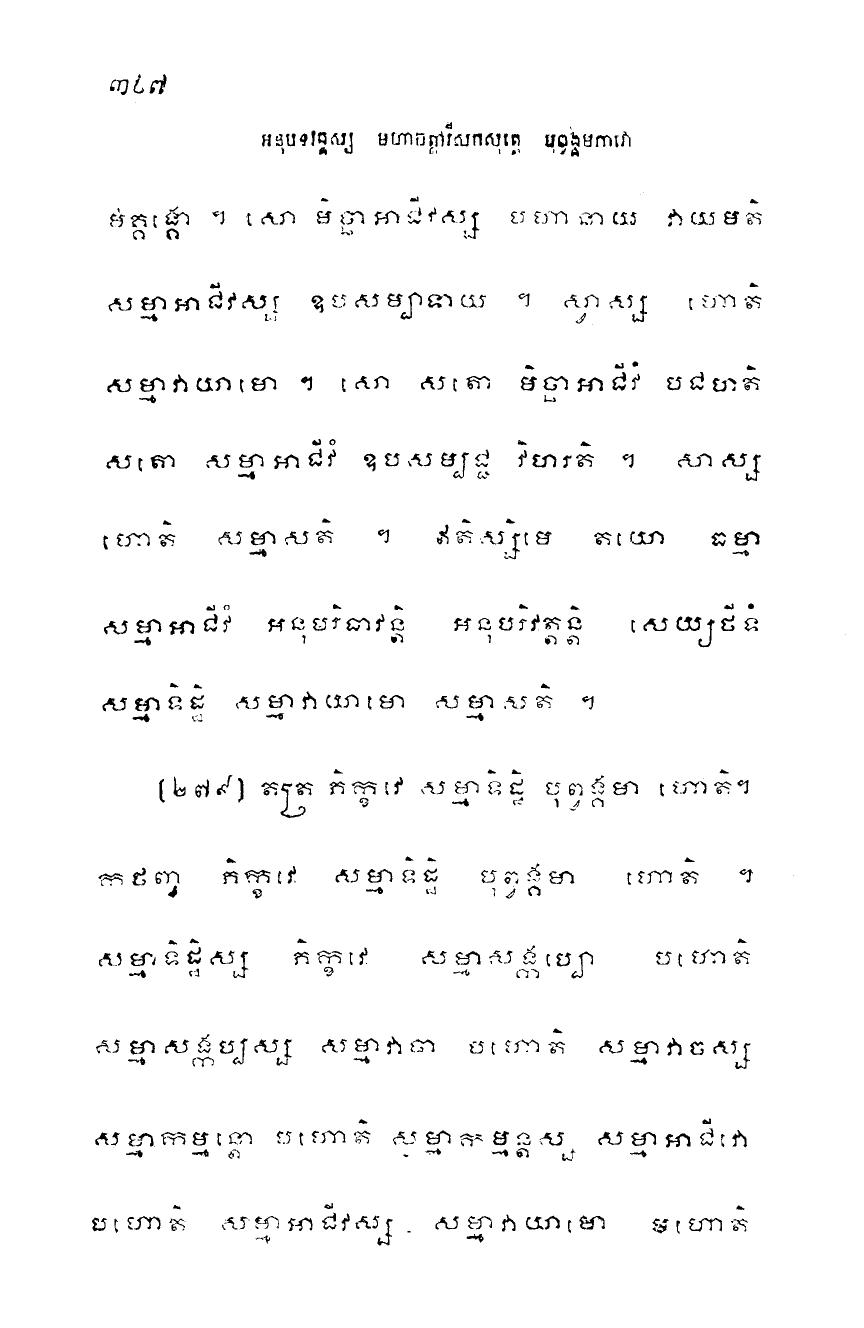 ៣៤៧
អនុបទវគ្គស្ស មហាចត្តារីសកសុត្តេ បុព្វង្គមភាវោ
មត្តង្គោ ។ សោ មិច្ឆាអាជីវស្ស បហានាយ វាយមតិ
សម្មាអាជីវស្ស ឧបសម្បាទាយ ។ ស្វាស្ស ហោតិ
សម្មាវាយាមោ ។ សោ សតោ មិច្ឆាអាជីវំ បជហតិ
សតោ សម្មាអាជីវំ ឧបសម្បជ្ជ វិហរតិ ។ សាស្ស
ហោតិ សម្មាសតិ ។ ឥតិស្សិមេ តយោ ធម្មា
សម្មាអាជីវំ អនុបរិធាវន្តិ អនុបរិវត្តន្តិ សេយ្យថីទំ
សម្មាទិដ្ឋិ សម្មាវាយាមោ សម្មាសតិ ។
(២៧៩) តត្រ ភិក្ខវេ សម្មាទិដ្ឋិ បុព្វង្គមា ហោតិ។
កថញ្ច ភិក្ខវេ សម្មាទិដ្ឋិ បុព្វង្គមា ហោតិ ។
សម្មាទិដ្ឋិស្ស ភិក្ខវេ សម្មាសង្កប្បោ បហោតិ
សម្មាសង្កប្បស្ស សម្មាវាចា បហោតិ សម្មាវាចស្ស
សម្មាកម្មន្តោ បហោតិ សម្មាកម្មន្តស្ស សម្មាអាជីវោ
បហោតិ សម្មាអាជីវស្ស សម្មាវាយាមោ បហោតិ